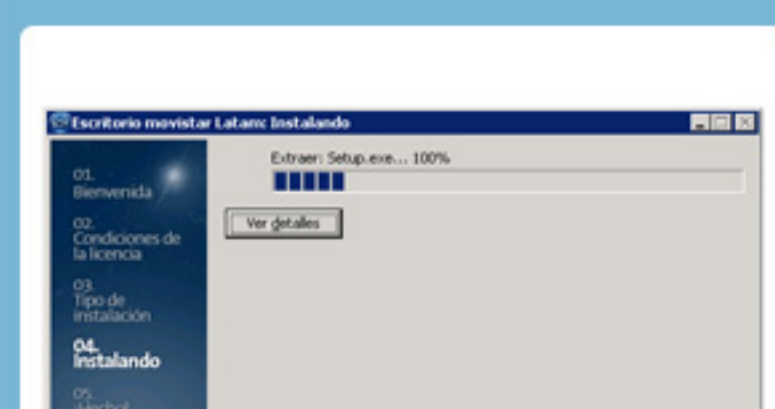 Escritorio movistar Latam: Instalando
Extraer: Setup.exe... 100%
Ver detalles
01.
Bienvenida
02.
Condiciones de
la licencia
03.
Tipo de
instalación
04.
Instalando
05.